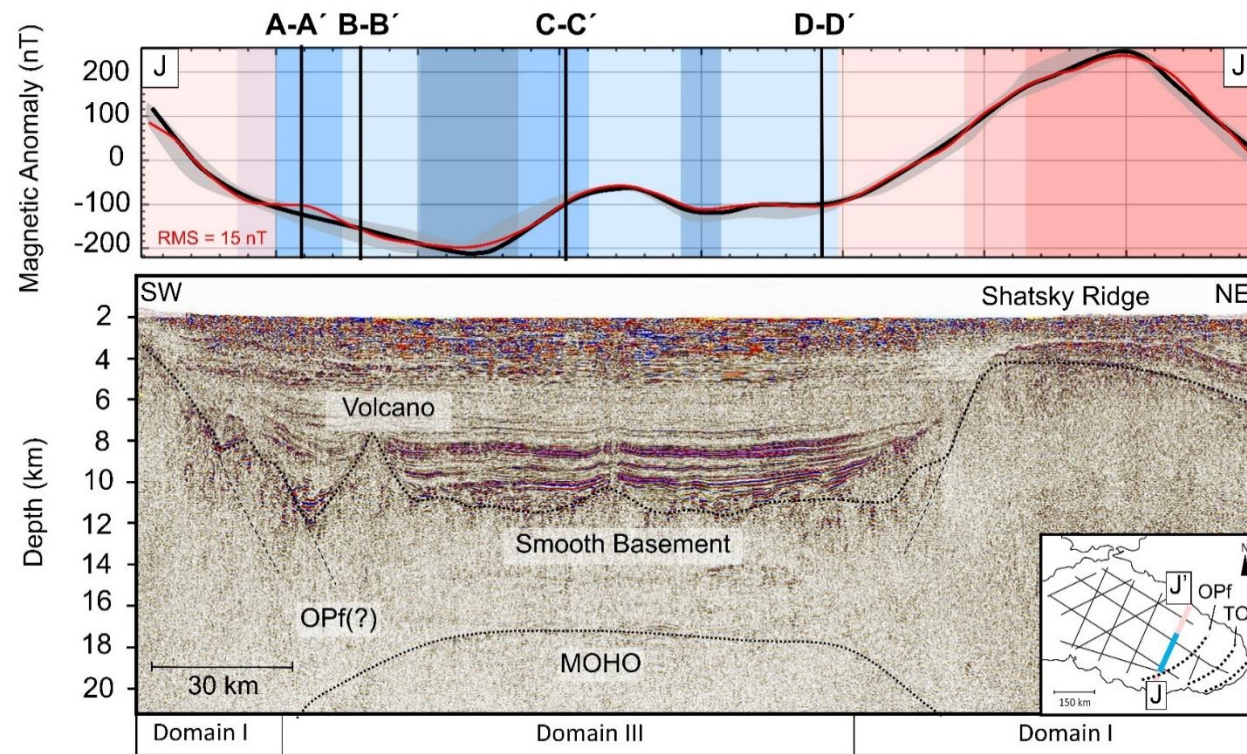 A-A´ B-B´ C-C´ D-D´
Magnetic Anomaly (nT)
200
100
0
-100
-200
J
J
RMS = 15 nT
SW
Shatsky Ridge
NE
Depth (km)
2
4
6
8
10
12
14
16
18
20
Volcano
Smooth Basement
OPf(?)
MOHO
30 km
N
J'
OPf
TO
J
150 km
Domain I
Domain III
Domain I